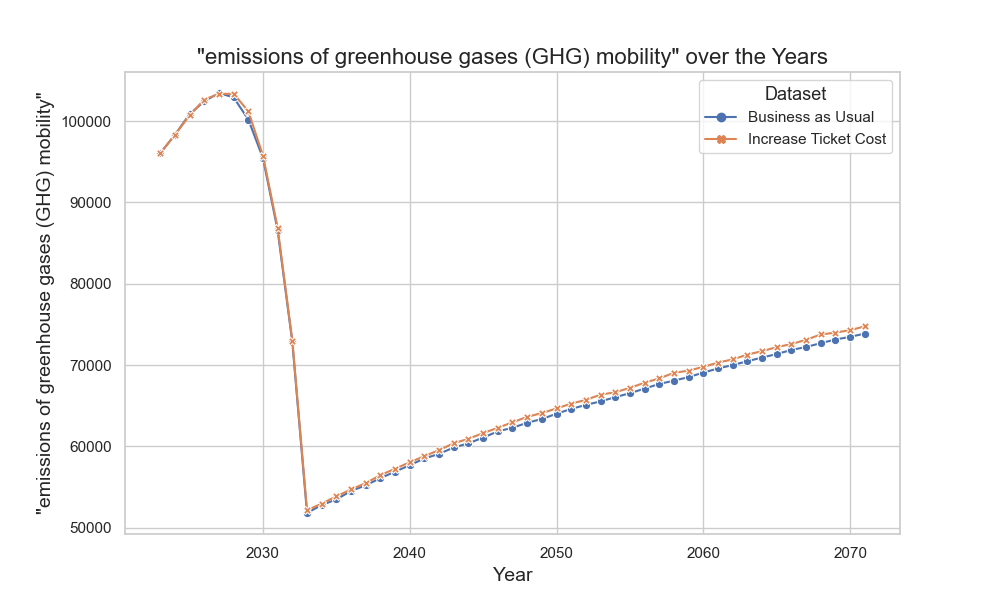 "emissions of greenhouse gases (GHG) mobility" over the Years
Dataset
Business as Usual
Increase Ticket Cost
"emissions of greenhouse gases (GHG) mobility"
100000
90000
80000
70000
60000
50000
2030 2040 2050 2060 2070
Year